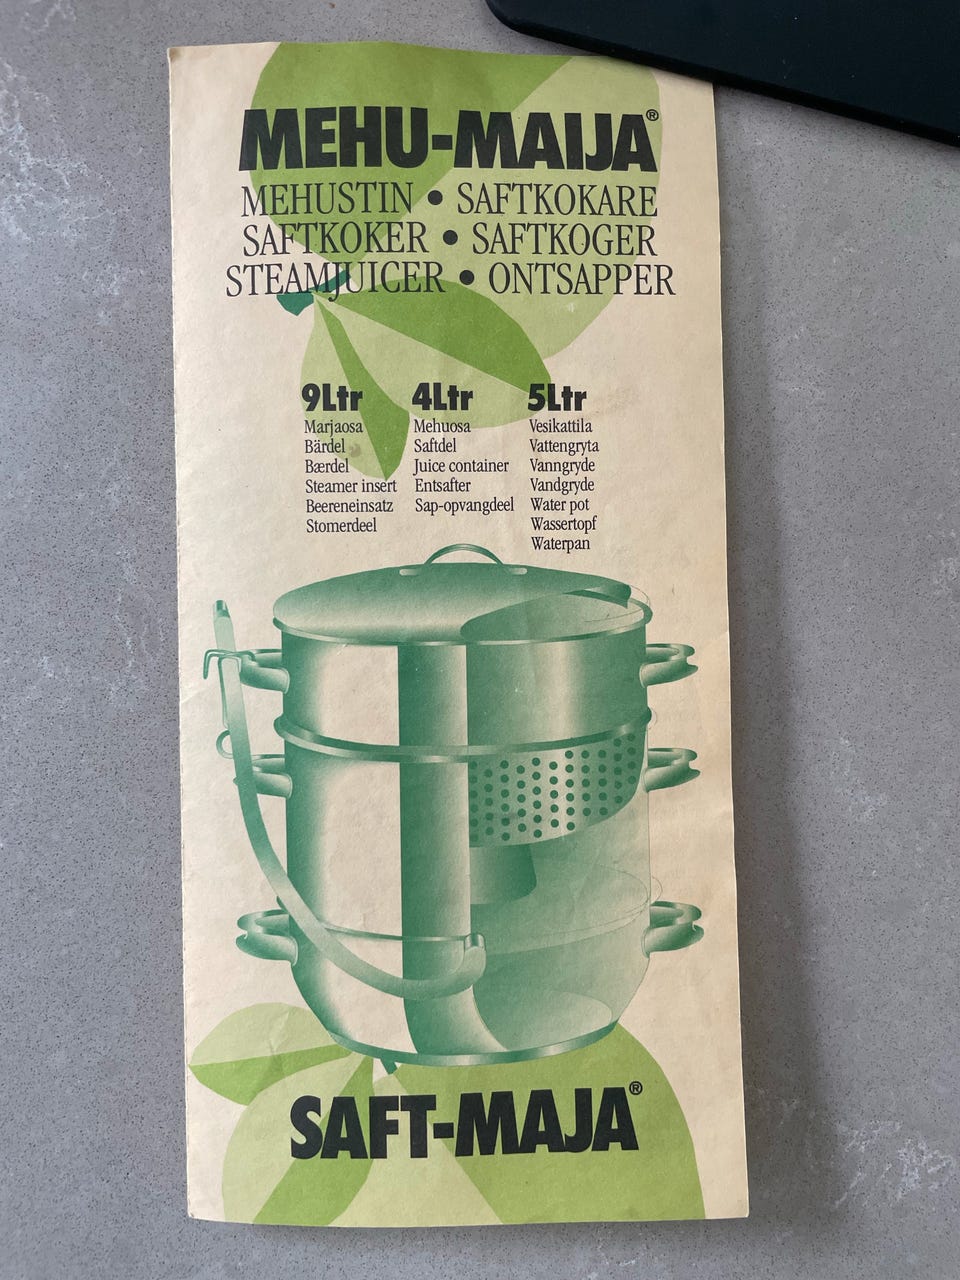 MEHU-MAIJA®
MEHUSTIN • SAFTKOKARE
SAFTKOKER • SAFTKOGER
STEAMJUICER • ONTSAPPER
9Ltr
Marjaosa
Bärdel
Bærdel
Steamer insert
Beereneinsatz
Stomerdeel
4Ltr
Mehuosa
Saftdel
Juice container
Entsafter
Sap-opvangdeel
5Ltr
Vesikattila
Vattengryta
Vanngryde
Vandgryde
Water pot
Wassertopf
Waterpan
SAFT-MAJA®